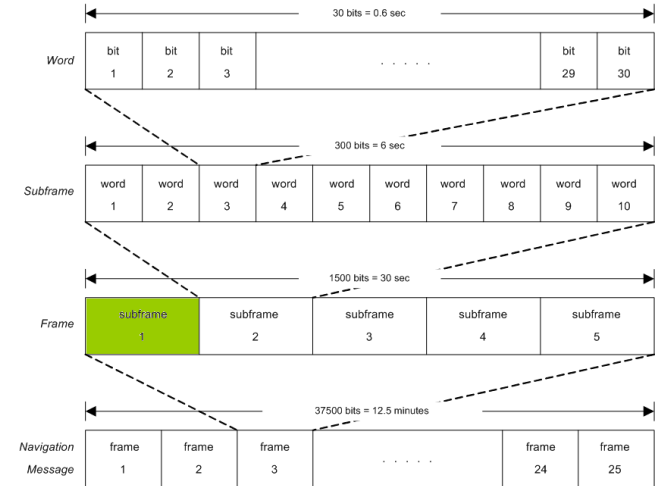 30 bits = 0.6 sec
Word
bit bit bit . . . . . bit bit
1 2 3 29 30
300 bits = 6 sec
Subframe
word word word word word word word word word word
1 2 3 4 5 6 7 8 9 10
1500 bits = 30 sec
Frame
subframe subframe subframe subframe subframe
1 2 3 4 5
37500 bits = 12.5 minutes
Navigation frame frame frame . . . . . frame frame
Message 1 2 3 24 25